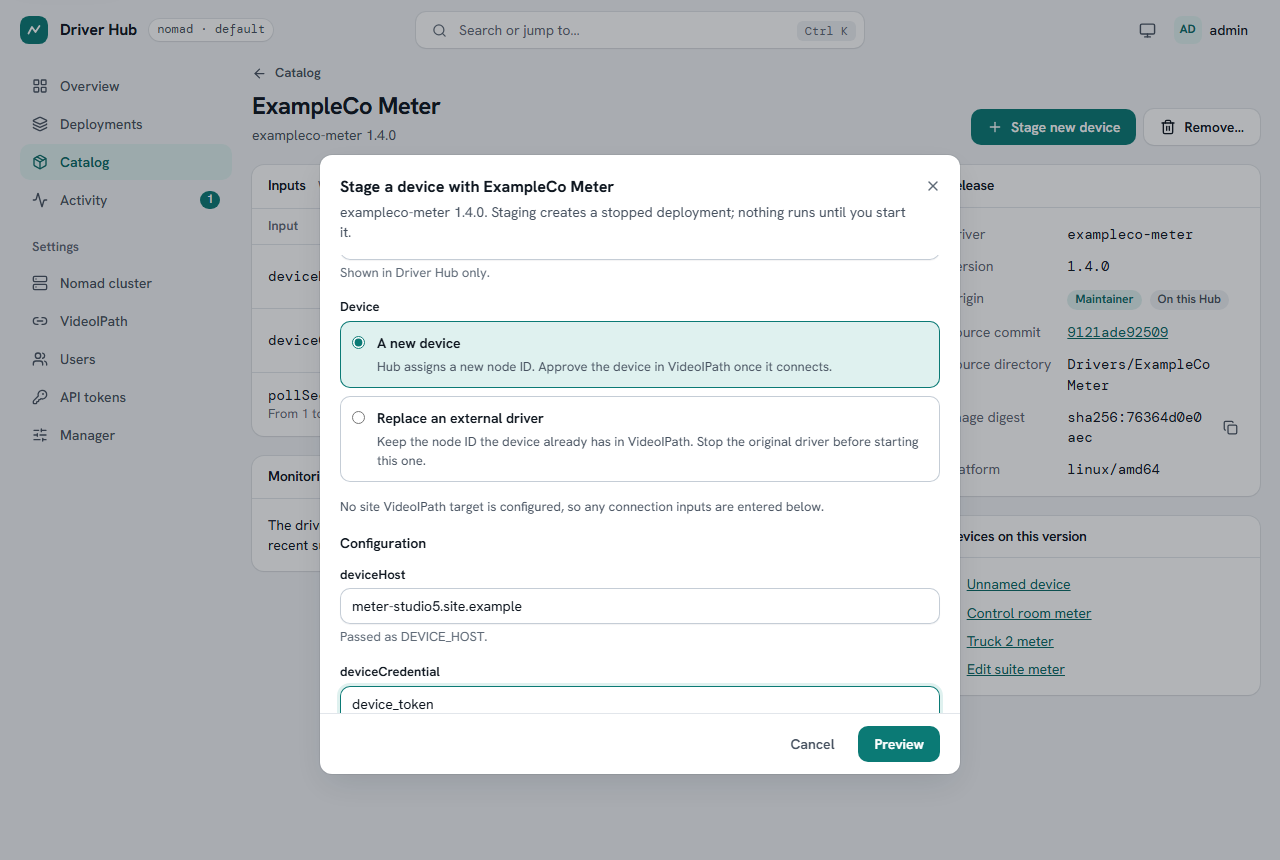 Driver Hub
nomad · default
Search or jump to…
Ctrl K
AD
admin
Overview
Deployments
Catalog
Activity
1
Settings
Nomad cluster
VideoIPath
Users
API tokens
Manager
Catalog
ExampleCo Meter
exampleco-meter 1.4.0
Stage new device
Remove…
Inputs
Input
From 1
Monitori
The driv
recent s
Stage a device with ExampleCo Meter
exampleco-meter 1.4.0. Staging creates a stopped deployment; nothing runs until you start
it.
Shown in Driver Hub only.
Device
A new device
Hub assigns a new node ID. Approve the device in VideoIPath once it connects.
Replace an external driver
Keep the node ID the device already has in VideoIPath. Stop the original driver before starting
this one.
No site VideoIPath target is configured, so any connection inputs are entered below.
Configuration
deviceHost
meter-studio5.site.example
Passed as DEVICE_HOST.
deviceCredential
device_token
Cancel
Preview
elease
river
exampleco-meter
ersion
1.4.0
rigin
Maintainer
On this Hub
ource commit
9121ade92509
ource directory
Drivers/ExampleCo
Meter
mage digest
sha256:76364d0e0
aec
atform
linux/amd64
evices on this version
Unnamed device
Control room meter
Truck 2 meter
Edit suite meter